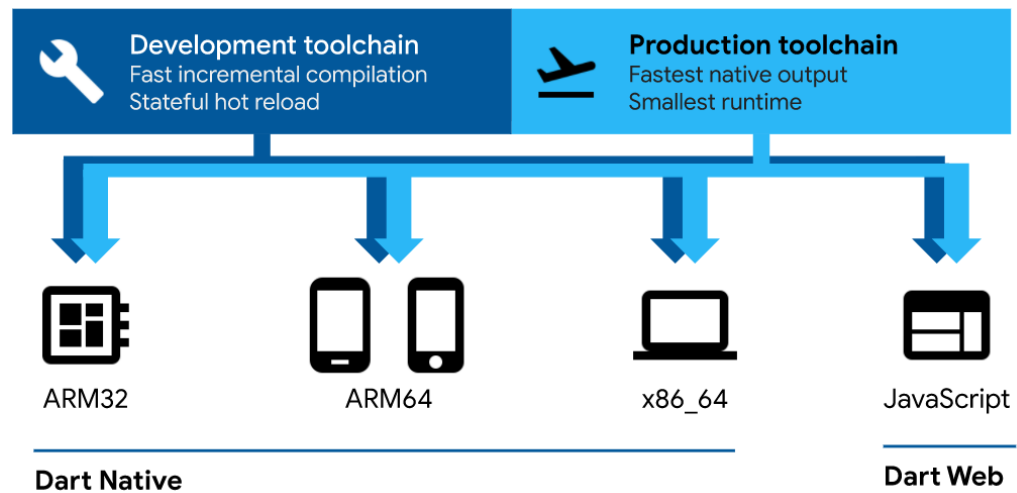 Development toolchain
Fast incremental compilation
Stateful hot reload
Production toolchain
Fastest native output
Smallest runtime
ARM32
ARM64
x86_64
JavaScript
Dart Native
Dart Web